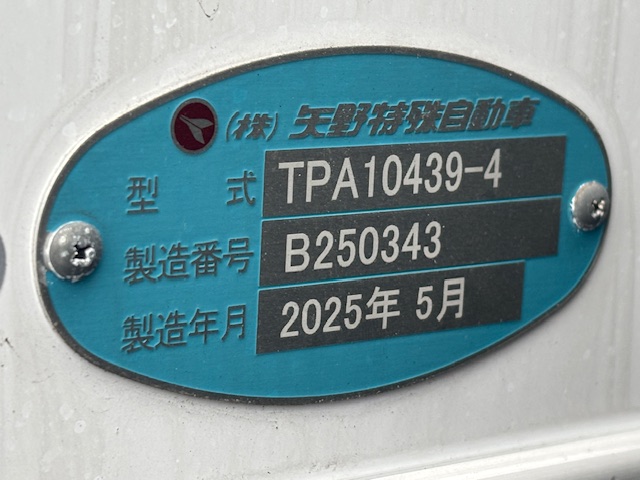 (株) 矢野特殊自動車
型 式 TPA10439-4
製造番号 B250343
製造年月 2025年 5月